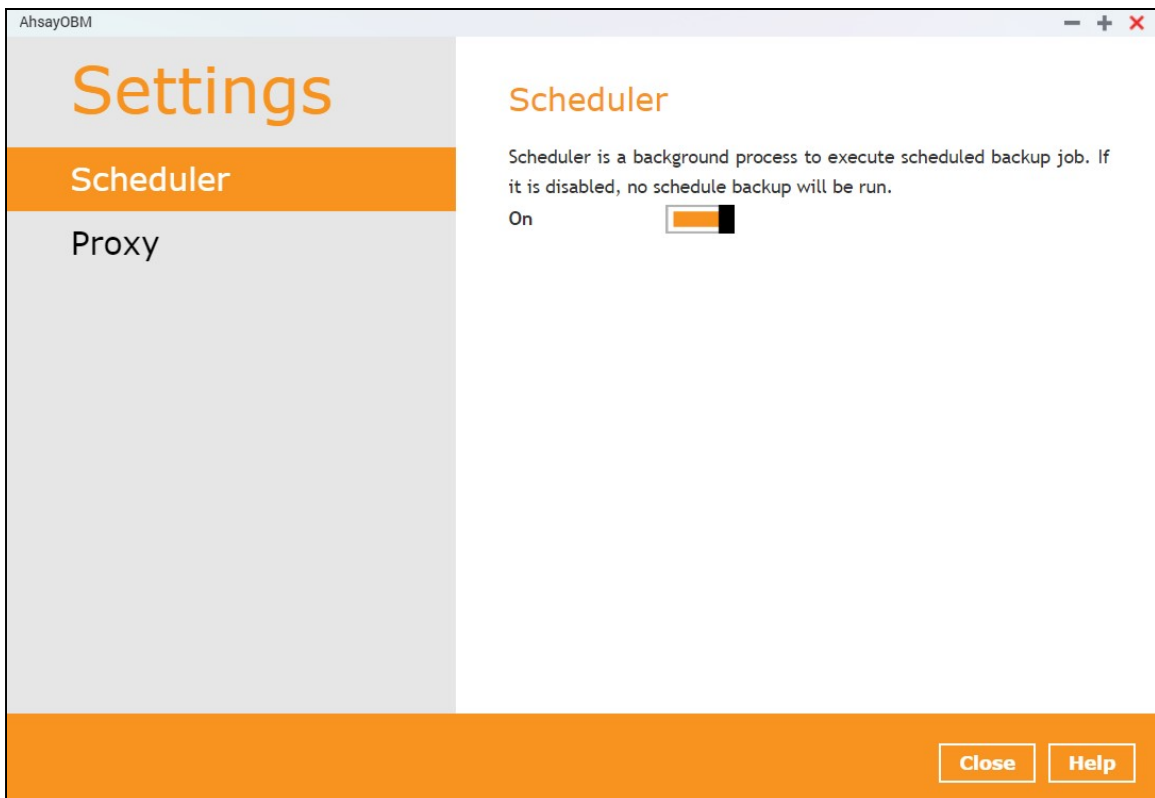 AhsayOBM
Settings
Scheduler
Proxy
Scheduler
Scheduler is a background process to execute scheduled backup job. If
it is disabled, no schedule backup will be run.
On
Close
Help